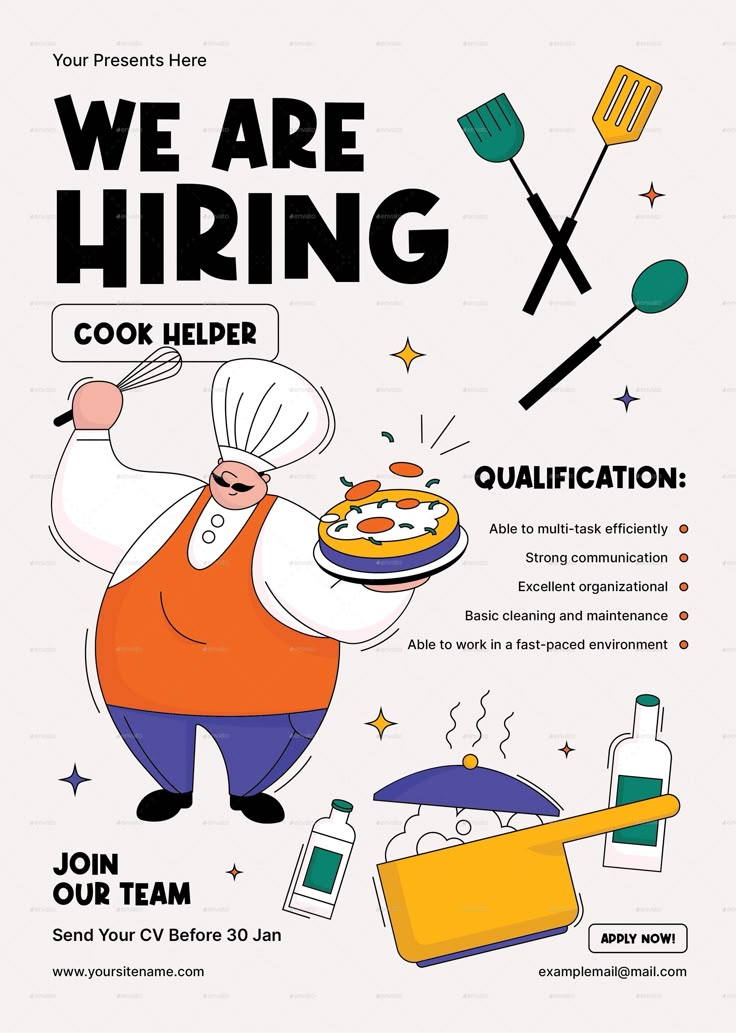 Your Presents Here
WE ARE
HIRING
COOK HELPER
QUALIFICATION:
Able to multi-task efficiently
Strong communication
Excellent organizational
Basic cleaning and maintenance
Able to work in a fast-paced environment
JOIN
OUR TEAM
Send Your CV Before 30 Jan
APPLY NOW!
www.yoursitename.com
examplemail@mail.com